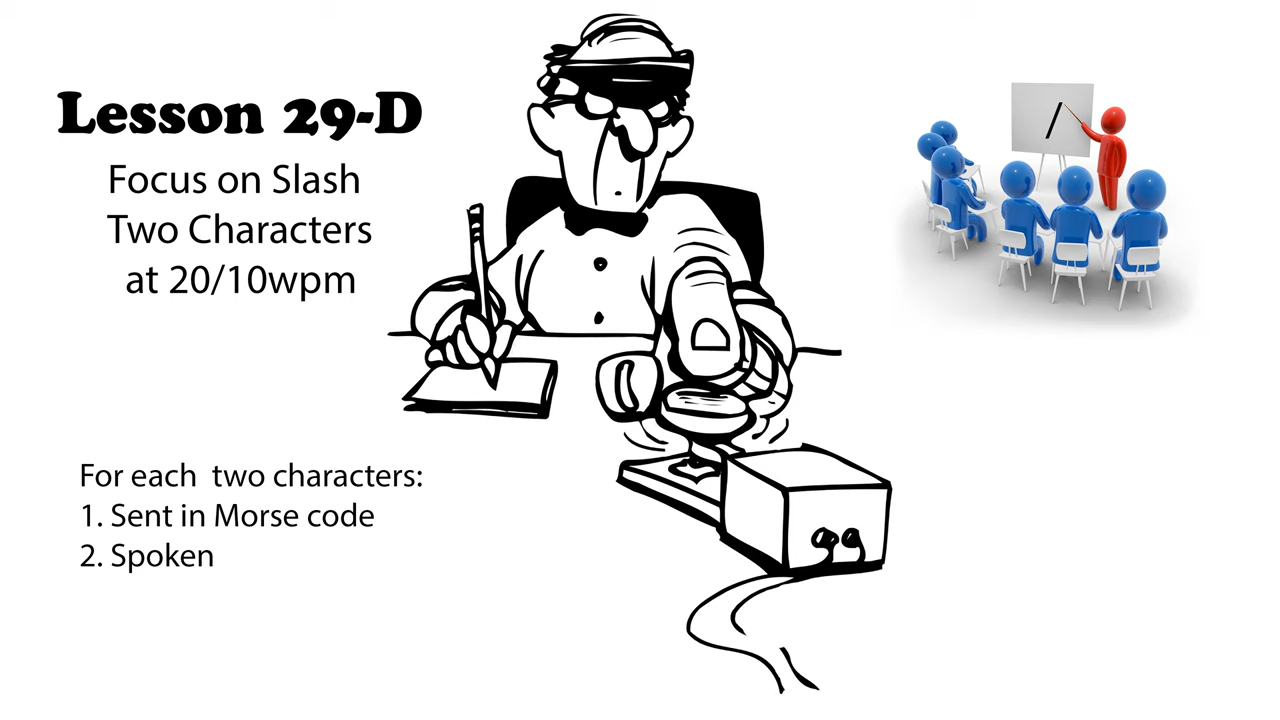 Lesson 29-D
Focus on Slash
Two Characters
at 20/10wpm
/
For each two characters:
1. Sent in Morse code
2. Spoken